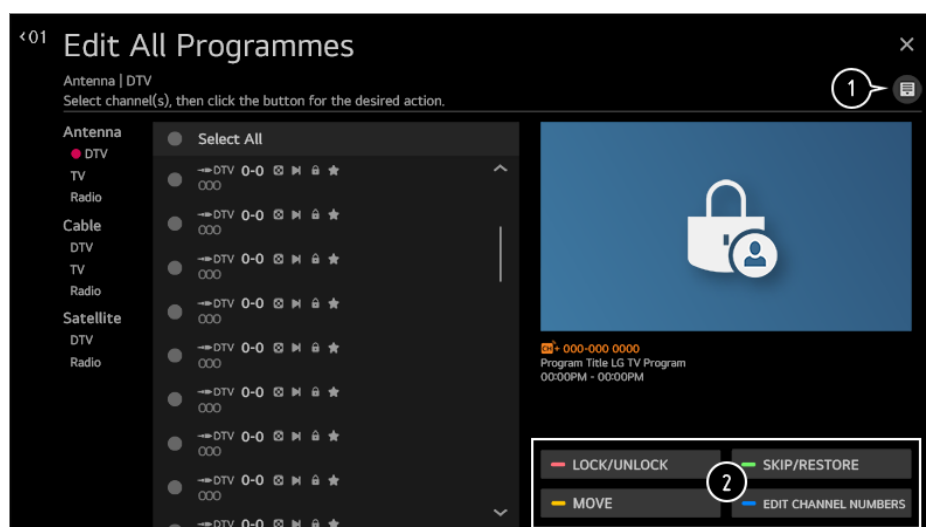 01 Edit All Programmes
Antenna | DTV
Select channel(s), then click the button for the desired action.
1
Antenna
DTV
TV
Radio
Cable
DTV
TV
Radio
Satellite
DTV
Radio
Select All
DTV 0-0
000
DTV 0-0
000
DTV 0-0
000
DTV 0-0
000
DTV 0-0
000
DTV 0-0
000
DTV 0-0
000
DTV 0-0
000
DTV 0-0
CH+ 000-000 0000
Program Title LG TV Program
00:00PM - 00:00PM
LOCK/UNLOCK
SKIP/RESTORE
2
MOVE
EDIT CHANNEL NUMBERS